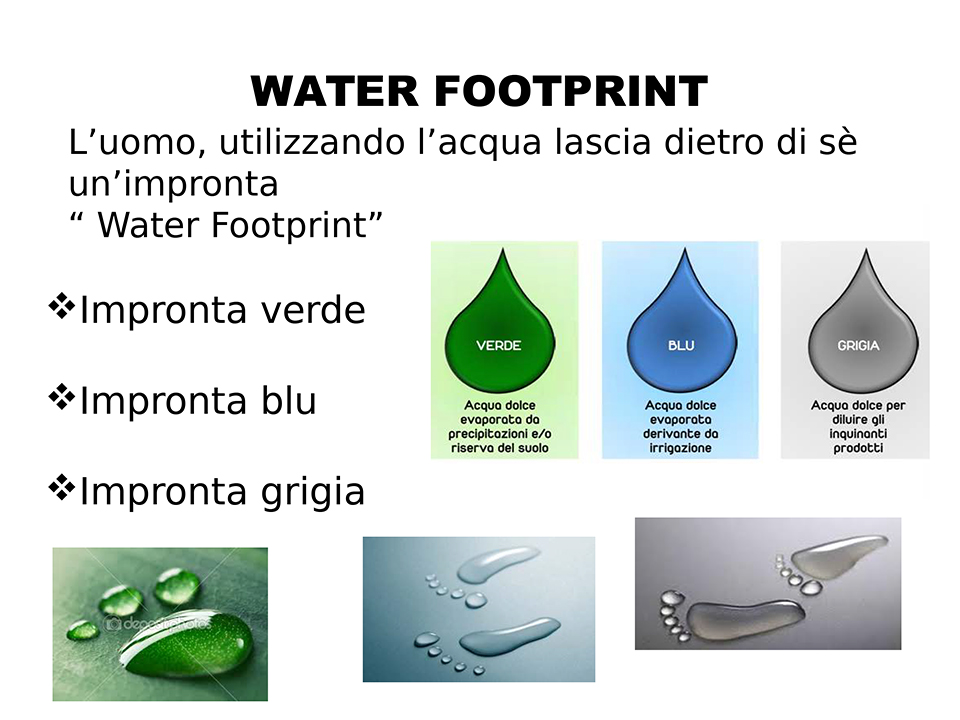 WATER FOOTPRINT
L’uomo, utilizzando l’acqua lascia dietro di sè
un’impronta
“ Water Footprint”
❖Impronta verde
❖Impronta blu
❖Impronta grigia
VERDE
Acqua dolce
evaporata da
precipitazioni e/o
riserva del suolo
BLU
Acqua dolce
evaporata
derivante da
irrigazione
GRIGIA
Acqua dolce per
diluire gli
inquinanti
prodotti
depositphotos